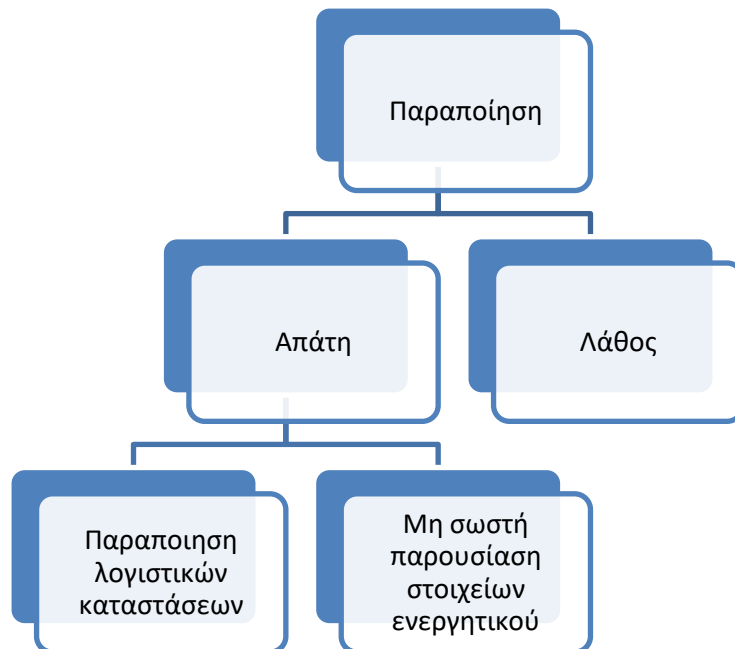 Παραποίηση
Απάτη
Λάθος
Παραποιηση
λογιστικών
καταστάσεων
Μη σωστή
παρουσίαση
στοιχείων
ενεργητικού